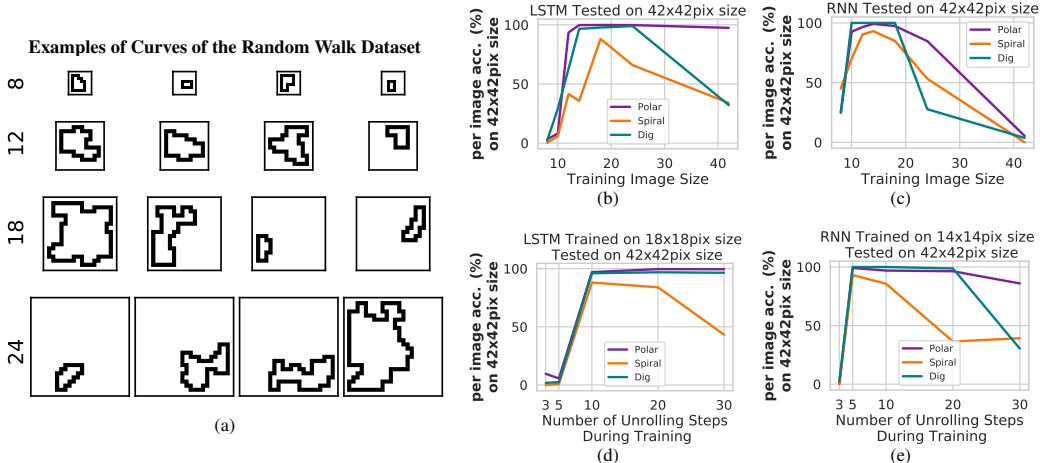 Examples of Curves of the Random Walk Dataset
8
12
18
24
(a)
LSTM Tested on 42x42pix size
per image acc. (%)
on 42x42pix size
100
50
0
Polar
Spiral
Dig
10 20 30 40
Training Image Size
(b)
RNN Tested on 42x42pix size
per image acc. (%)
on 42x42pix size
100
50
0
Polar
Spiral
Dig
10 20 30 40
Training Image Size
(c)
LSTM Trained on 18x18pix size
Tested on 42x42pix size
per image acc. (%)
on 42x42pix size
100
50
0
Polar
Spiral
Dig
3 5 10 20 30
Number of Unrolling Steps
During Training
(d)
RNN Trained on 14x14pix size
Tested on 42x42pix size
per image acc. (%)
on 42x42pix size
100
50
0
Polar
Spiral
Dig
3 5 10 20 30
Number of Unrolling Steps
During Training
(e)